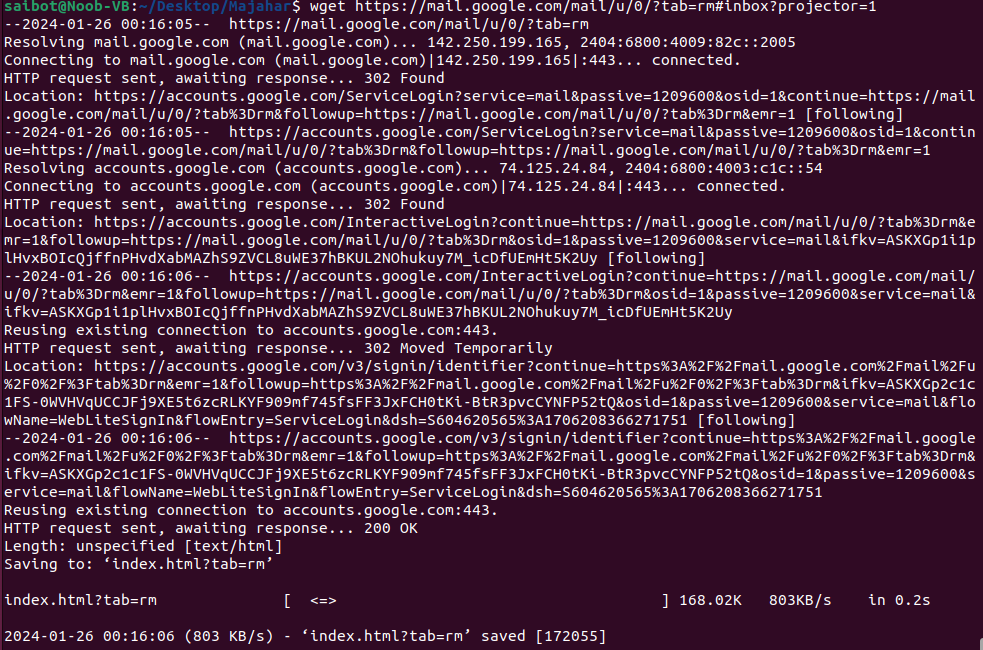 saibot@Noob-VB:~/Desktop/Majahar$ wget https://mail.google.com/mail/u/0/?tab=rm#inbox?projector=1
--2024-01-26 00:16:05--  https://mail.google.com/mail/u/0/?tab=rm
Resolving mail.google.com (mail.google.com)... 142.250.199.165, 2404:6800:4009:82c::2005
Connecting to mail.google.com (mail.google.com)|142.250.199.165|:443... connected.
HTTP request sent, awaiting response... 302 Found
Location: https://accounts.google.com/ServiceLogin?service=mail&passive=1209600&osid=1&continue=https://mail
.google.com/mail/u/0/?tab%3Drm&followup=https://mail.google.com/mail/u/0/?tab%3Drm&emr=1 [following]
--2024-01-26 00:16:05--  https://accounts.google.com/ServiceLogin?service=mail&passive=1209600&osid=1&contin
ue=https://mail.google.com/mail/u/0/?tab%3Drm&followup=https://mail.google.com/mail/u/0/?tab%3Drm&emr=1
Resolving accounts.google.com (accounts.google.com)... 74.125.24.84, 2404:6800:4003:c1c::54
Connecting to accounts.google.com (accounts.google.com)|74.125.24.84|:443... connected.
HTTP request sent, awaiting response... 302 Found
Location: https://accounts.google.com/InteractiveLogin?continue=https://mail.google.com/mail/u/0/?tab%3Drm&e
mr=1&followup=https://mail.google.com/mail/u/0/?tab%3Drm&osid=1&passive=1209600&service=mail&ifkv=ASKXGp1i1p
lHvxBOIcQjffnPHvdXabMAZhS9ZVCL8uWE37hBKUL2NOhukuy7M_icDfUEmHt5K2Uy [following]
--2024-01-26 00:16:06--  https://accounts.google.com/InteractiveLogin?continue=https://mail.google.com/mail/
u/0/?tab%3Drm&emr=1&followup=https://mail.google.com/mail/u/0/?tab%3Drm&osid=1&passive=1209600&service=mail&
ifkv=ASKXGp1i1plHvxBOIcQjffnPHvdXabMAZhS9ZVCL8uWE37hBKUL2NOhukuy7M_icDfUEmHt5K2Uy
Reusing existing connection to accounts.google.com:443.
HTTP request sent, awaiting response... 302 Moved Temporarily
Location: https://accounts.google.com/v3/signin/identifier?continue=https%3A%2F%2Fmail.google.com%2Fmail%2Fu
%2F0%2F%3Ftab%3Drm&emr=1&followup=https%3A%2F%2Fmail.google.com%2Fmail%2Fu%2F0%2F%3Ftab%3Drm&ifkv=ASKXGp2c1c
1FS-0WVHVqUCCJFj9XE5t6zcRLKYF909mf745fsFF3JxFCH0tKi-BtR3pvcCYNFP52tQ&osid=1&passive=1209600&service=mail&flo
wName=WebLiteSignIn&flowEntry=ServiceLogin&dsh=S604620565%3A1706208366271751 [following]
--2024-01-26 00:16:06--  https://accounts.google.com/v3/signin/identifier?continue=https%3A%2F%2Fmail.google
.com%2Fmail%2Fu%2F0%2F%3Ftab%3Drm&emr=1&followup=https%3A%2F%2Fmail.google.com%2Fmail%2Fu%2F0%2F%3Ftab%3Drm&
ifkv=ASKXGp2c1c1FS-0WVHVqUCCJFj9XE5t6zcRLKYF909mf745fsFF3JxFCH0tKi-BtR3pvcCYNFP52tQ&osid=1&passive=1209600&s
ervice=mail&flowName=WebLiteSignIn&flowEntry=ServiceLogin&dsh=S604620565%3A1706208366271751
Reusing existing connection to accounts.google.com:443.
HTTP request sent, awaiting response... 200 OK
Length: unspecified [text/html]
Saving to: ‘index.html?tab=rm’
index.html?tab=rm              [  <=>                                    ] 168.02K   803KB/s    in 0.2s
2024-01-26 00:16:06 (803 KB/s) - ‘index.html?tab=rm’ saved [172055]